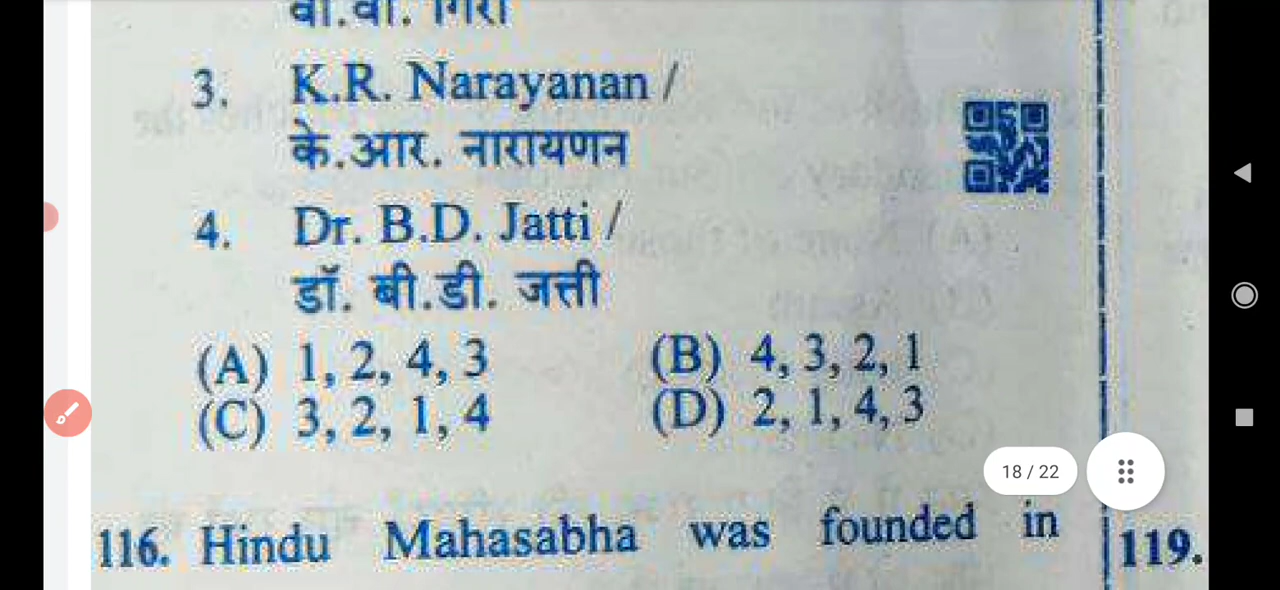 वी.वी. गिरी
3. K.R. Narayanan /
के.आर. नारायणन
4. Dr. B.D. Jatti /
डॉ. बी.डी. जत्ती
(A) 1, 2, 4, 3 (B) 4, 3, 2, 1
(C) 3, 2, 1, 4 (D) 2, 1, 4, 3
18 / 22
116. Hindu Mahasabha was founded in
119.